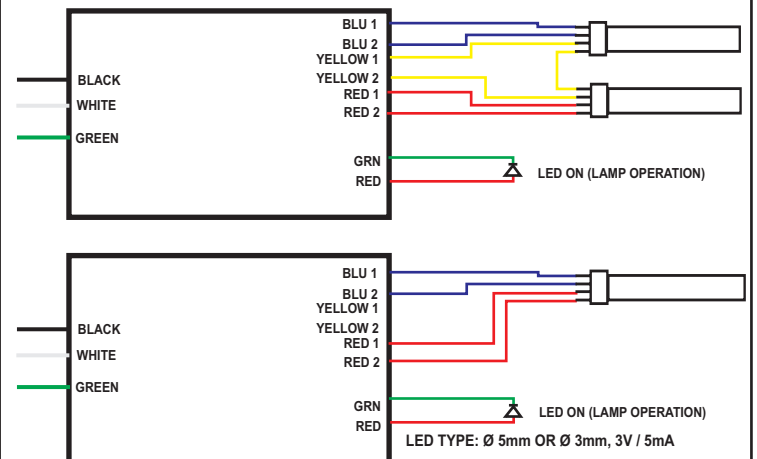 BLU 1
BLU 2
YELLOW 1
YELLOW 2
RED 1
RED 2
BLACK
WHITE
GREEN
GRN
RED
LED ON (LAMP OPERATION)
BLU 1
BLU 2
YELLOW 1
YELLOW 2
RED 1
RED 2
BLACK
WHITE
GREEN
GRN
RED
LED ON (LAMP OPERATION)
LED TYPE: Ø 5mm OR Ø 3mm, 3V / 5mA